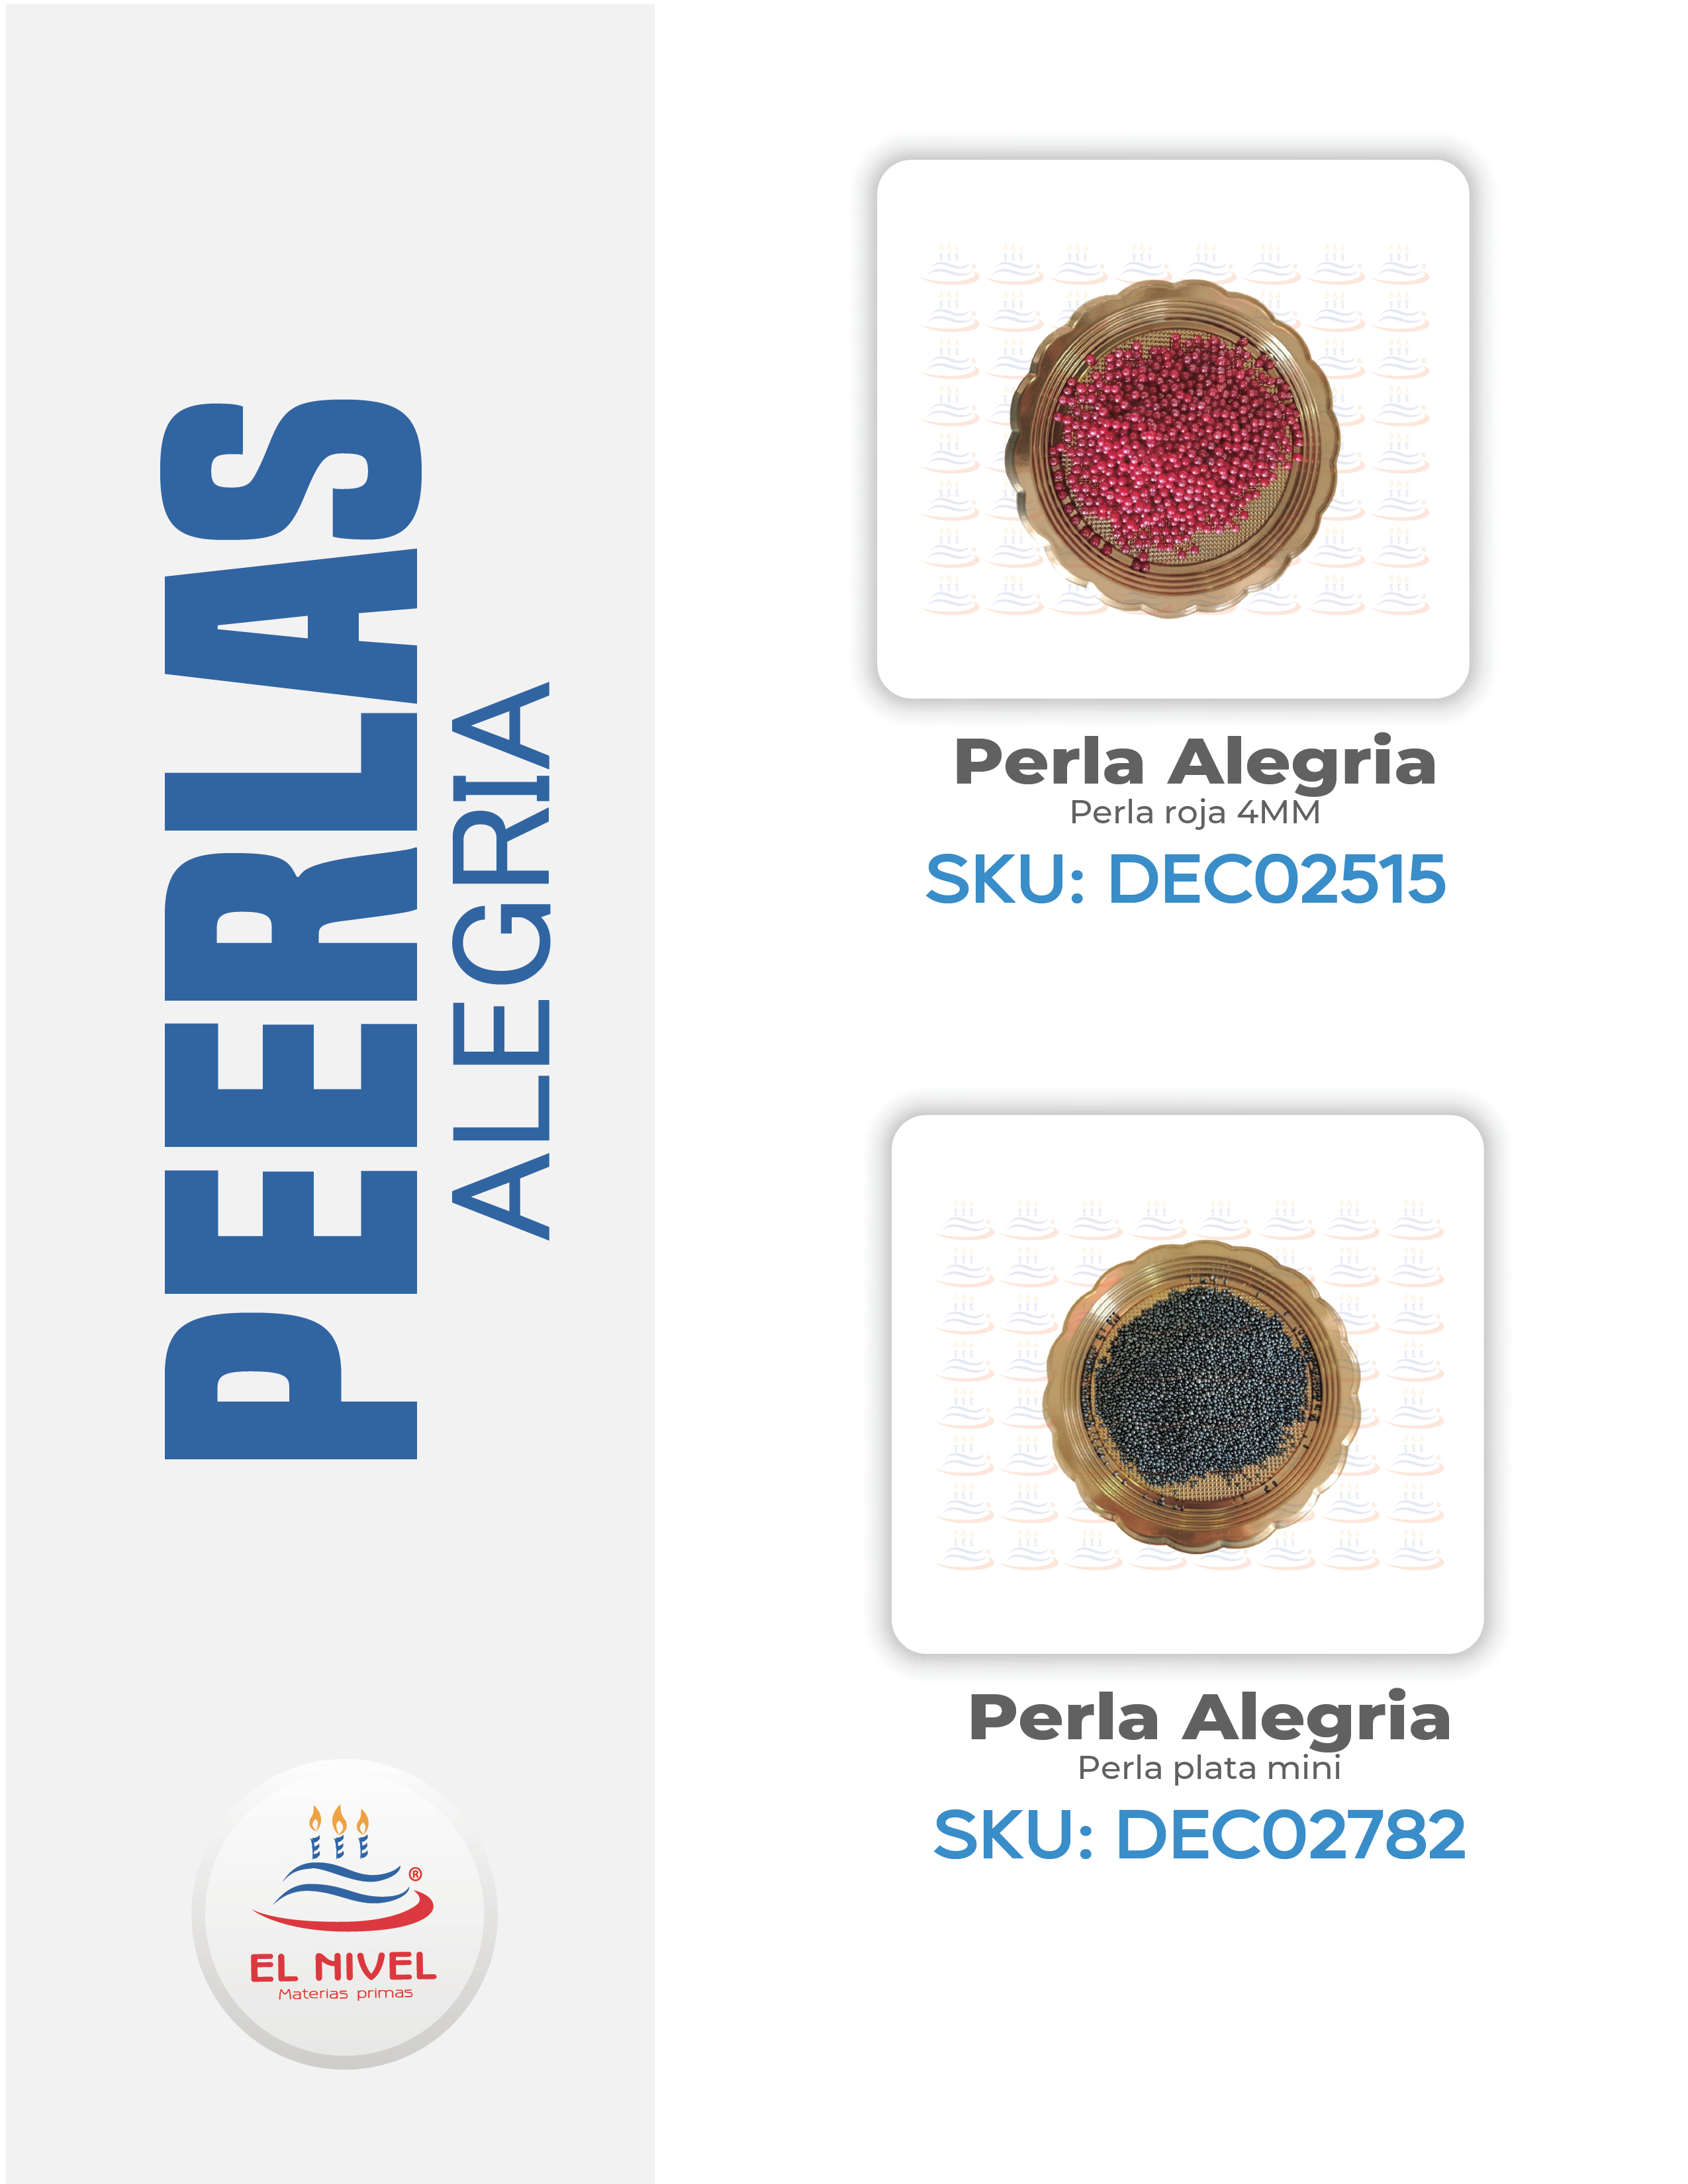 PEERLAS
ALEGRIA
Perla Alegria
Perla roja 4MM
SKU: DEC02515
Perla Alegria
Perla plata mini
SKU: DEC02782
®
EL NIVEL
Materias primas